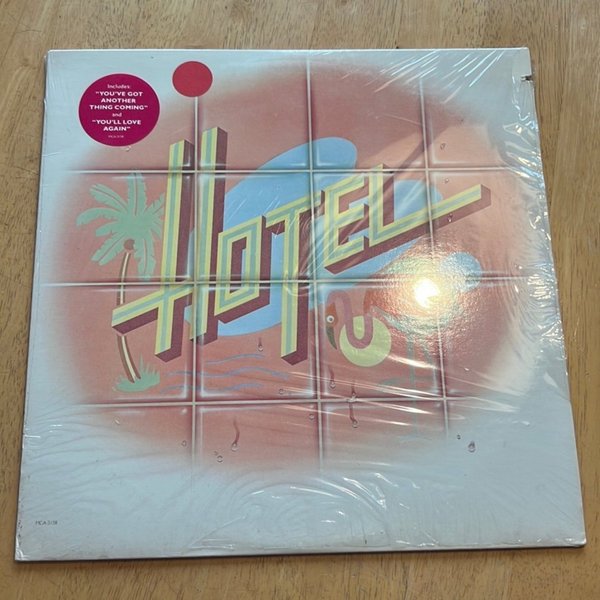 Includes:
"YOU'VE GOT
ANOTHER
THING COMING"
and
"YOU'LL LOVE
AGAIN"
HOTEL